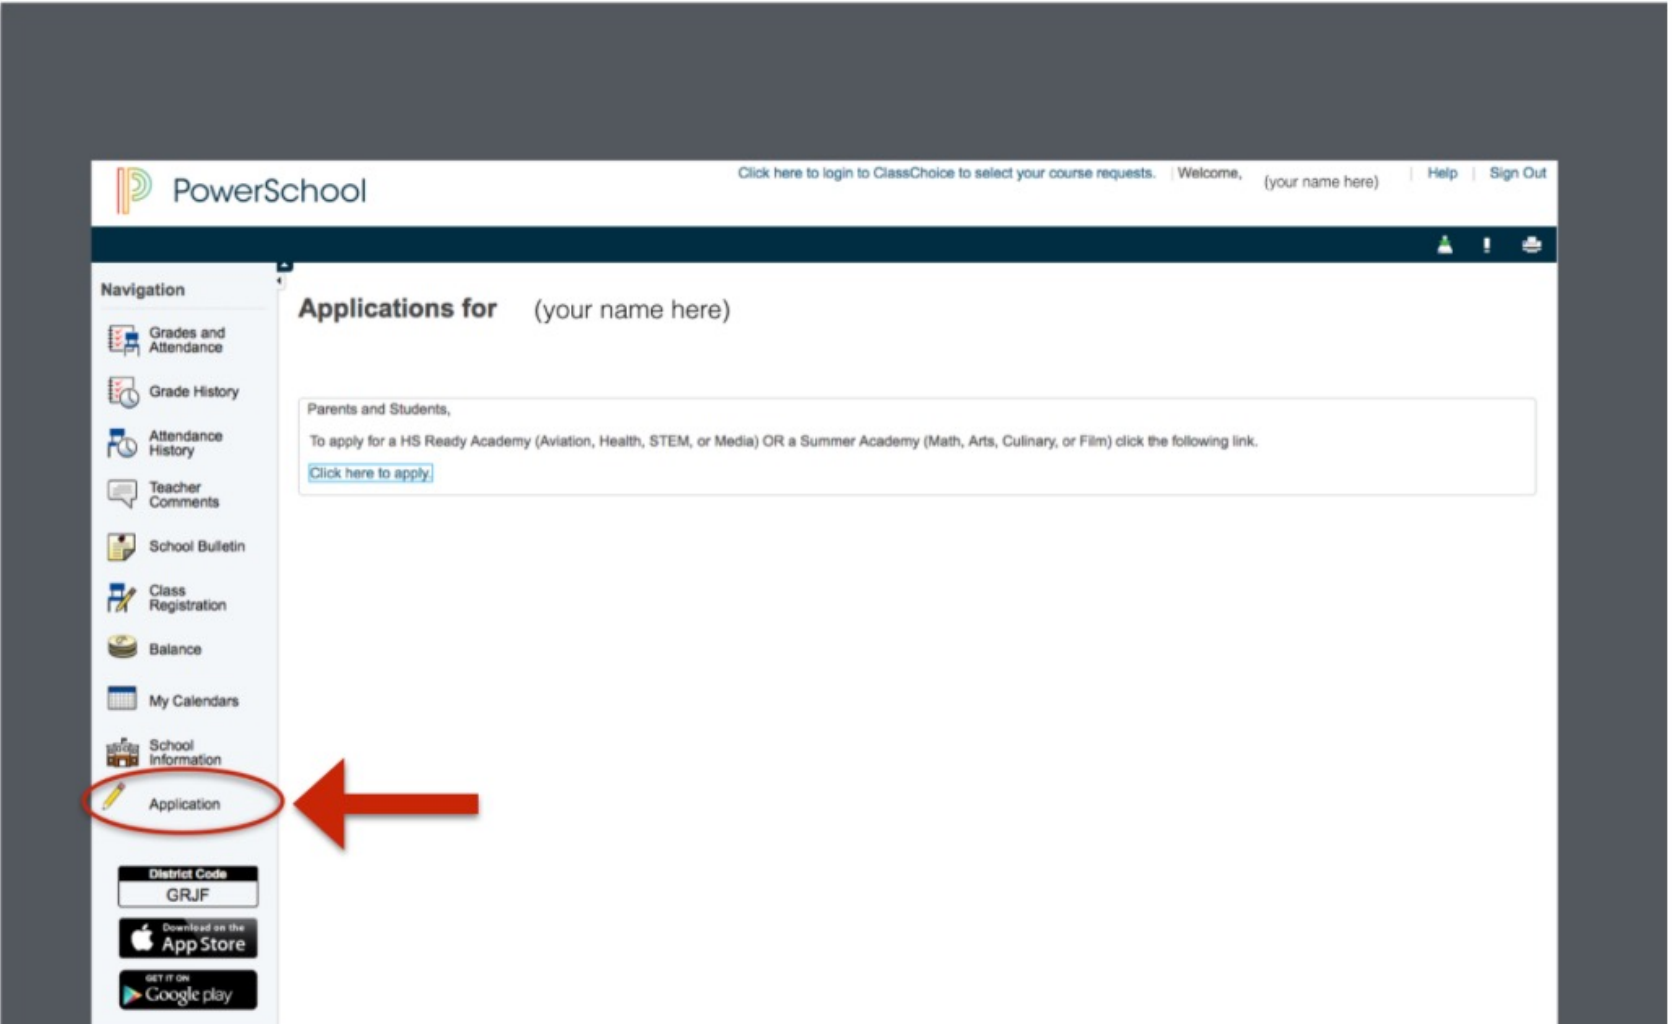 PowerSchool
Click here to login to ClassChoice to select your course requests. Welcome, (your name here) Help Sign Out
Navigation
Grades and
Attendance
Grade History
Attendance
History
Teacher
Comments
School Bulletin
Class
Registration
Balance
My Calendars
School
Information
Application
District Code
GRJF
Download on the
App Store
GET IT ON
Google play
Applications for (your name here)
Parents and Students,
To apply for a HS Ready Academy (Aviation, Health, STEM, or Media) OR a Summer Academy (Math, Arts, Culinary, or Film) click the following link.
Click here to apply.